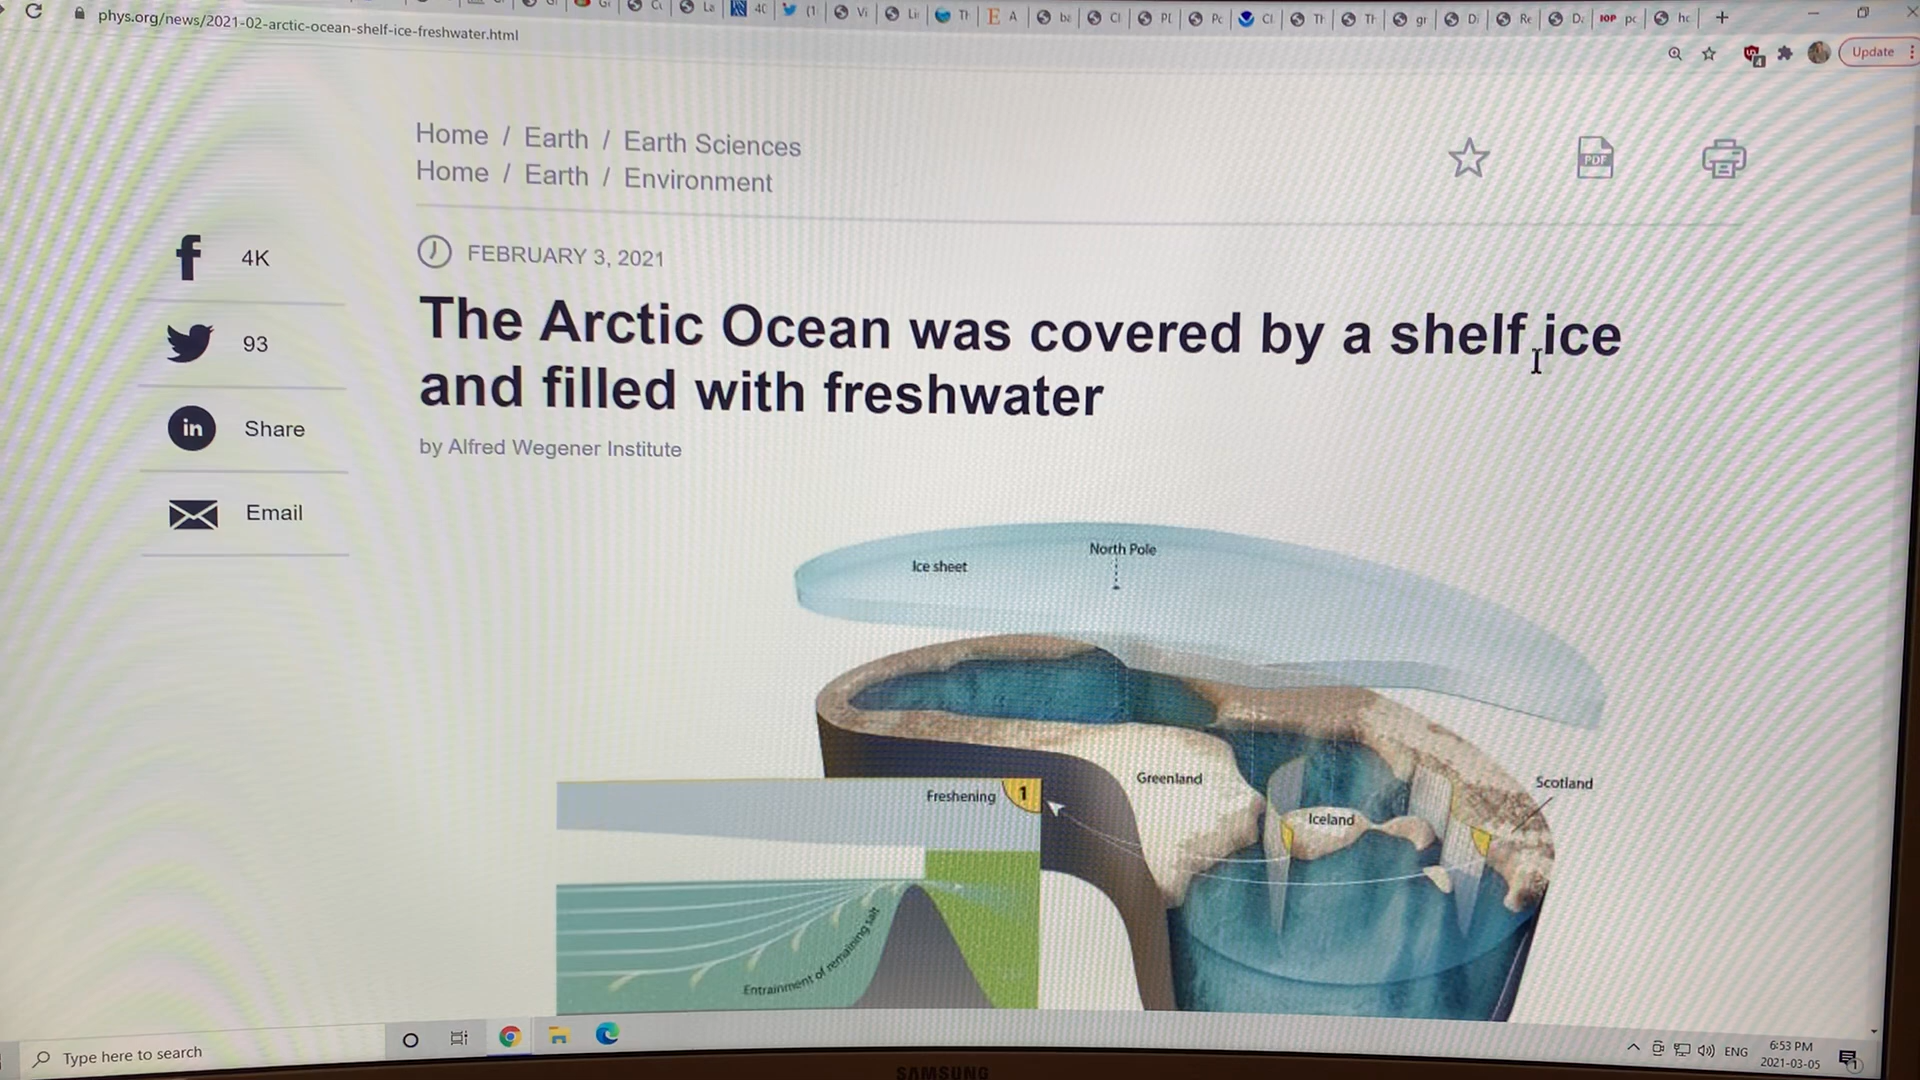 phys.org/news/2021-02-arctic-ocean-shelf-ice-freshwater.html
Update
Home / Earth / Earth Sciences
Home / Earth / Environment
PDF
4K
93
in Share
Email
FEBRUARY 3, 2021
The Arctic Ocean was covered by a shelf ice
and filled with freshwater
by Alfred Wegener Institute
North Pole
Ice sheet
Greenland
Scotland
Iceland
Freshening
1
Entrainment of remaining salt
Type here to search
ENG
6:53 PM
2021-03-05
SAMSUNG